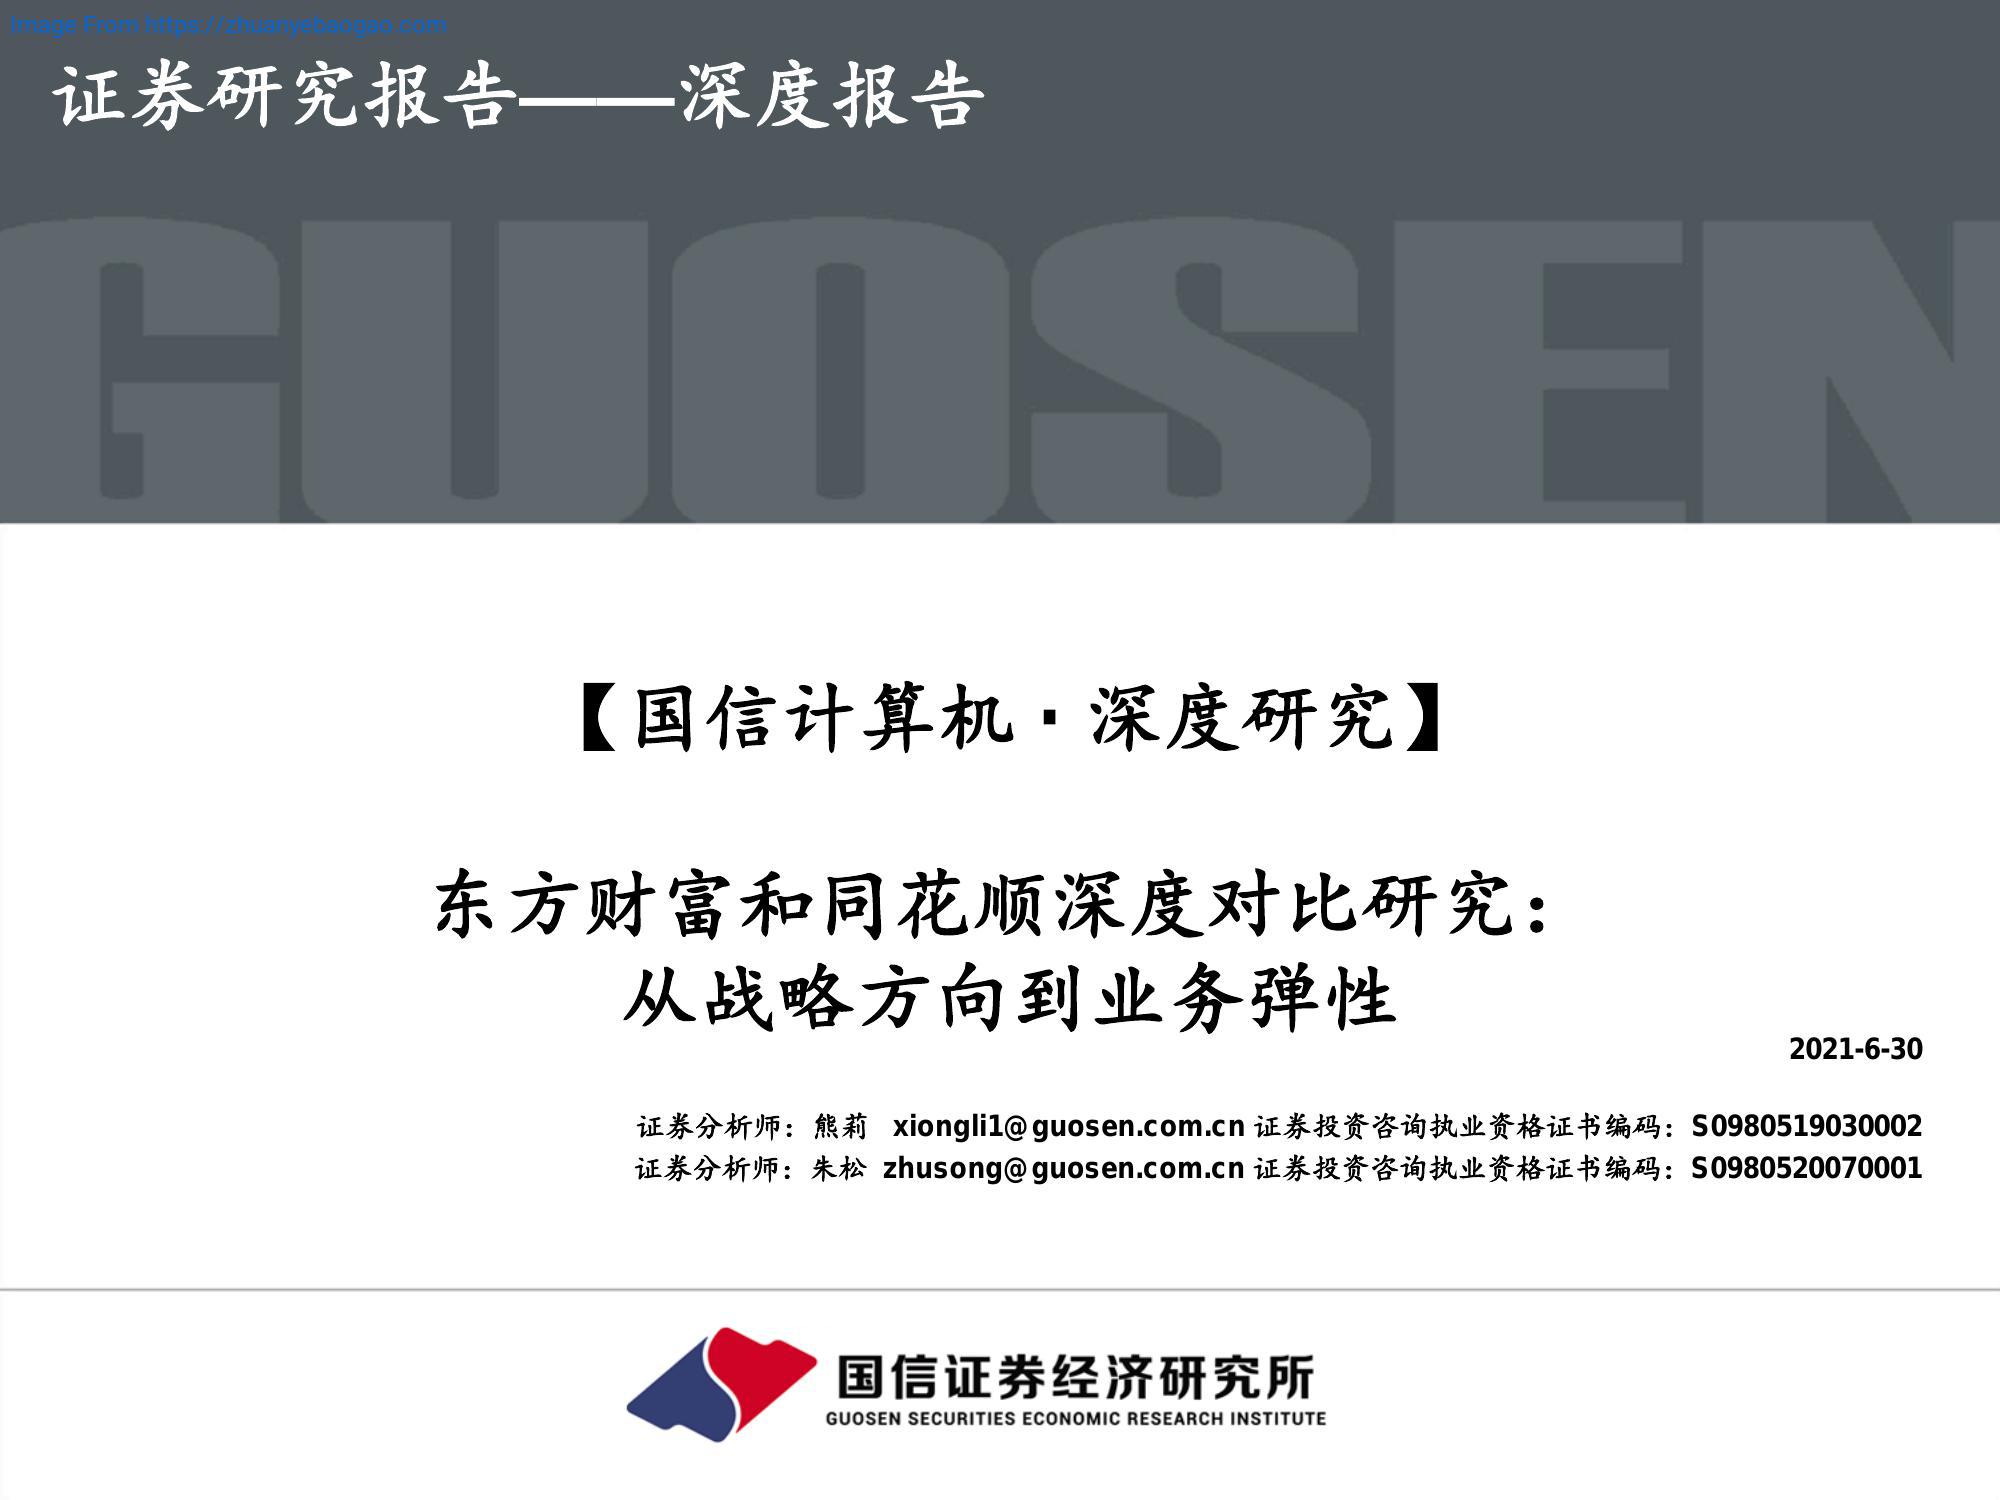 Image From https://zhuanyebaogao.com
证券研究报告——深度报告
GUOSEN
【国信计算机·深度研究】
东方财富和同花顺深度对比研究：
从战略方向到业务弹性
2021-6-30
证券分析师：熊莉 xiongli1@guosen.com.cn 证券投资咨询执业资格证书编码：S0980519030002
证券分析师：朱松 zhusong@guosen.com.cn 证券投资咨询执业资格证书编码：S0980520070001
国信证券经济研究所
GUOSEN SECURITIES ECONOMIC RESEARCH INSTITUTE